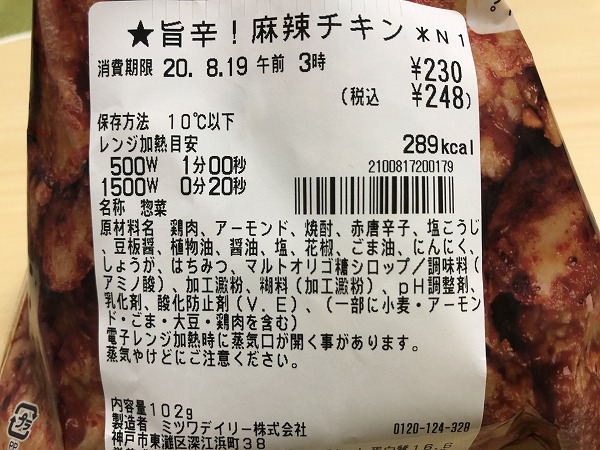 ★旨辛!麻辣チキン *N1
消費期限 20. 8.19 午前 3時
¥230
(税込 ¥248)
保存方法 10℃以下
レンジ加熱目安
289kcal
500W 1分00秒
2100817200179
1500W 0分20秒
名称 惣菜
原材料名 鶏肉、アーモンド、焼酎、赤唐辛子、塩こうじ
、豆板醤、植物油、醤油、塩、花椒、ごま油、にんにく、
しょうが、はちみつ、マルトオリゴ糖シロップ/調味料(
アミノ酸)、加工澱粉、糊料(加工澱粉)、pH調整剤、
乳化剤、酸化防止剤(V.E)、(一部に小麦・アーモン
ド・ごま・大豆・鶏肉を含む)
電子レンジ加熱時に蒸気口が開く事があります。
蒸気やけどにご注意ください。
内容量102g
製造者 ミツワデイリー株式会社
0120-124-328
神戸市東灘区深江浜町38
プラ
PP